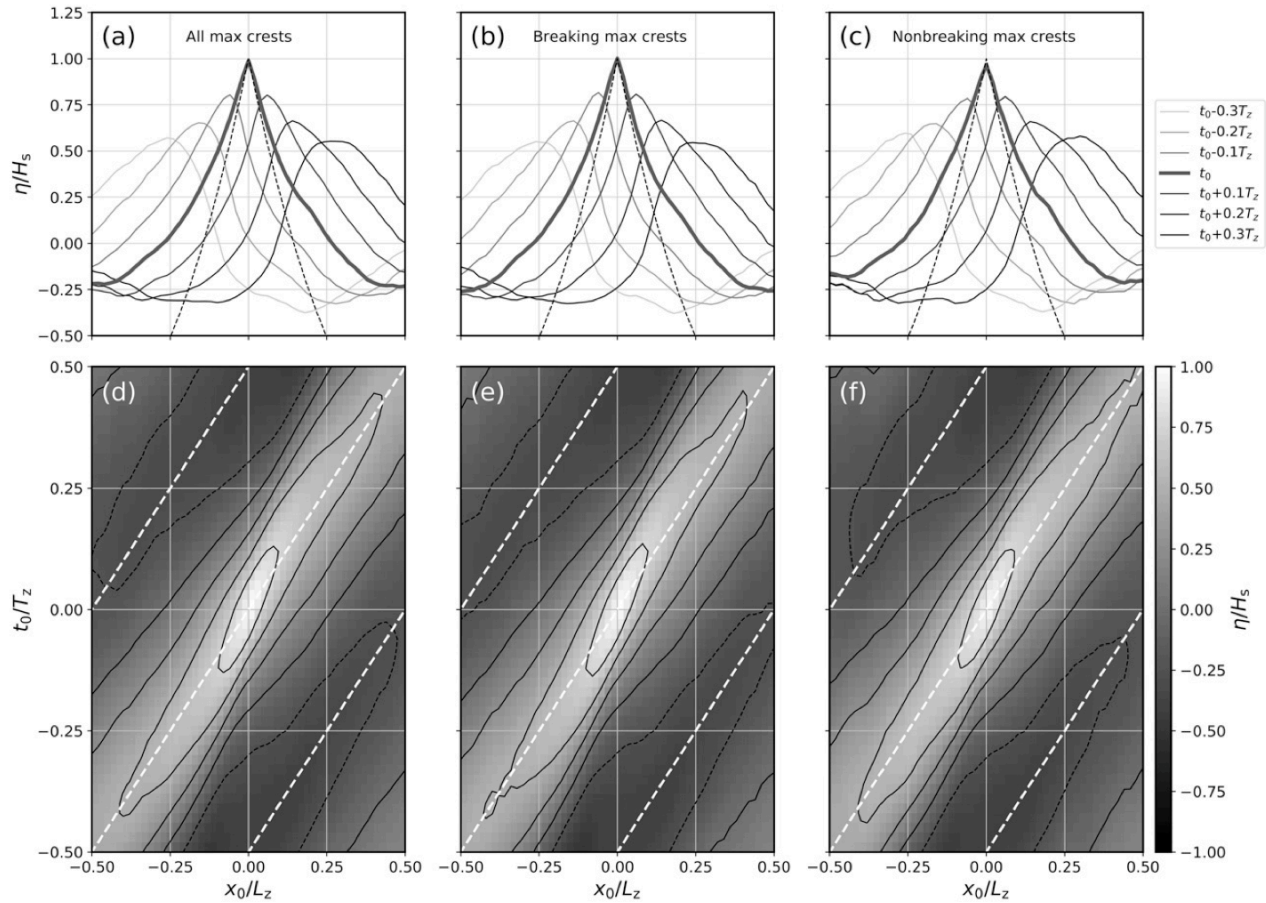 (a) All max crests
(b) Breaking max crests
(c) Nonbreaking max crests
1.25
1.00
0.75
0.50
0.25
0.00
−0.25
−0.50
η/Hs
t0-0.3Tz
t0-0.2Tz
t0-0.1Tz
t0
t0+0.1Tz
t0+0.2Tz
t0+0.3Tz
(d)
(e)
(f)
0.50
0.25
0.00
−0.25
−0.50
t0/Tz
−0.50 −0.25 0.00 0.25 0.50
−0.50 −0.25 0.00 0.25 0.50
−0.50 −0.25 0.00 0.25 0.50
x0/Lz
x0/Lz
x0/Lz
1.00
0.75
0.50
0.25
0.00
−0.25
−0.50
−0.75
−1.00
η/Hs